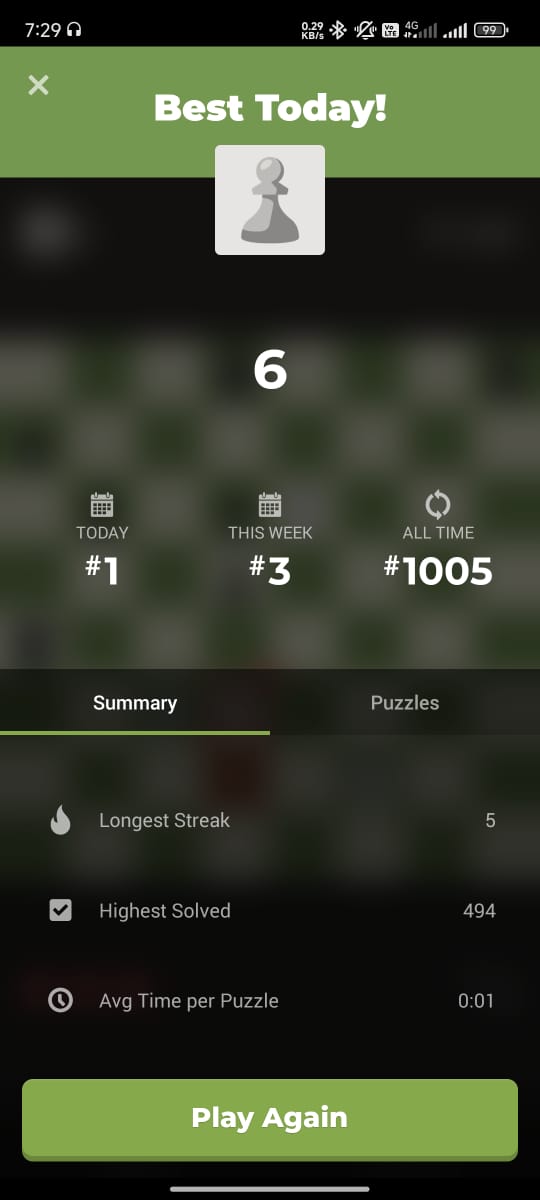 7:29
0.29
KB/s
Vo
LTE
4G
99
Best Today!
6
TODAY
#1
THIS WEEK
#3
ALL TIME
#1005
Summary
Puzzles
Longest Streak
5
Highest Solved
494
Avg Time per Puzzle
0:01
Play Again